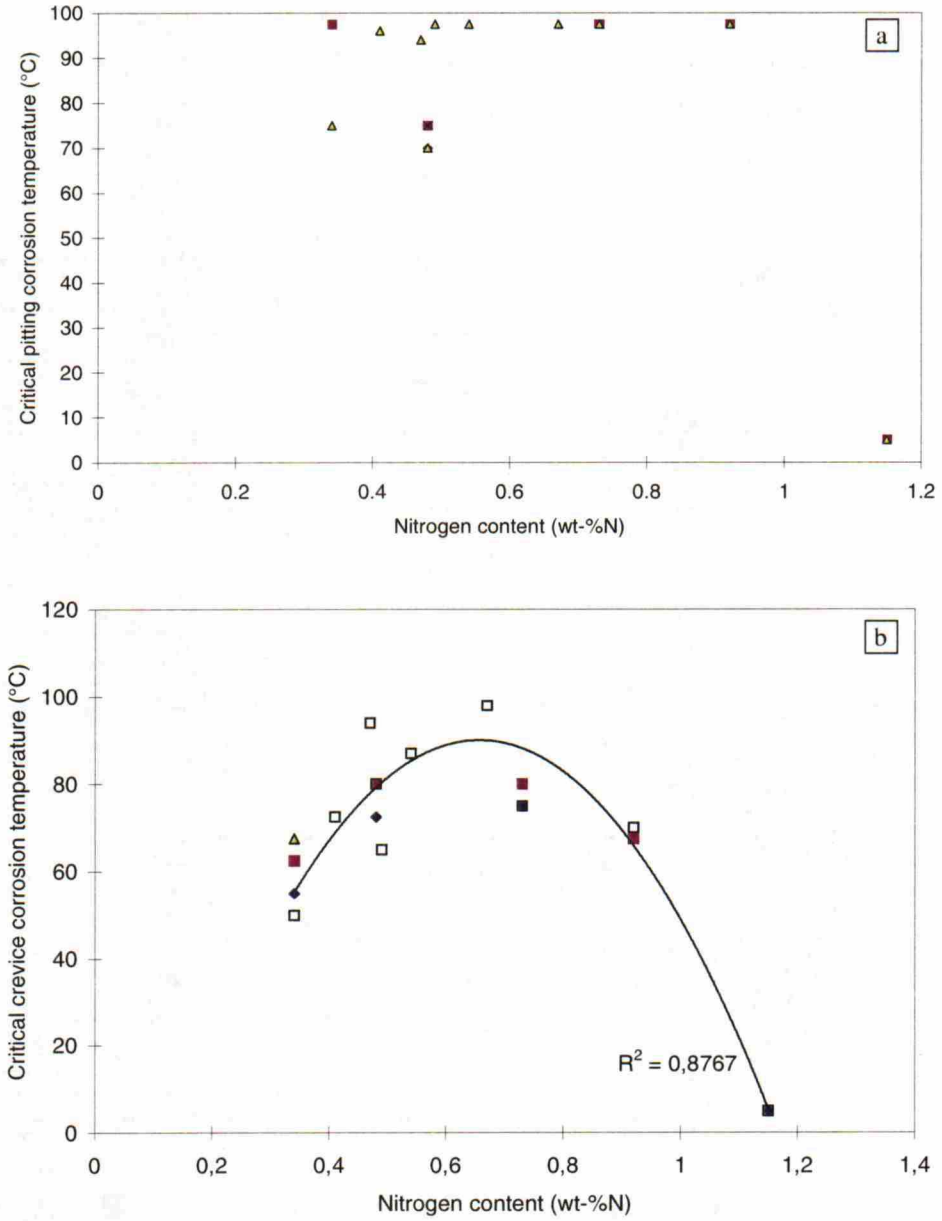 a
100
90
80
70
60
50
40
30
20
10
0
Critical pitting corrosion temperature (°C)
0 0.2 0.4 0.6 0.8 1 1.2
Nitrogen content (wt-%N)
b
120
100
80
60
40
20
0
Critical crevice corrosion temperature (°C)
R² = 0,8767
0 0,2 0,4 0,6 0,8 1 1,2 1,4
Nitrogen content (wt-%N)